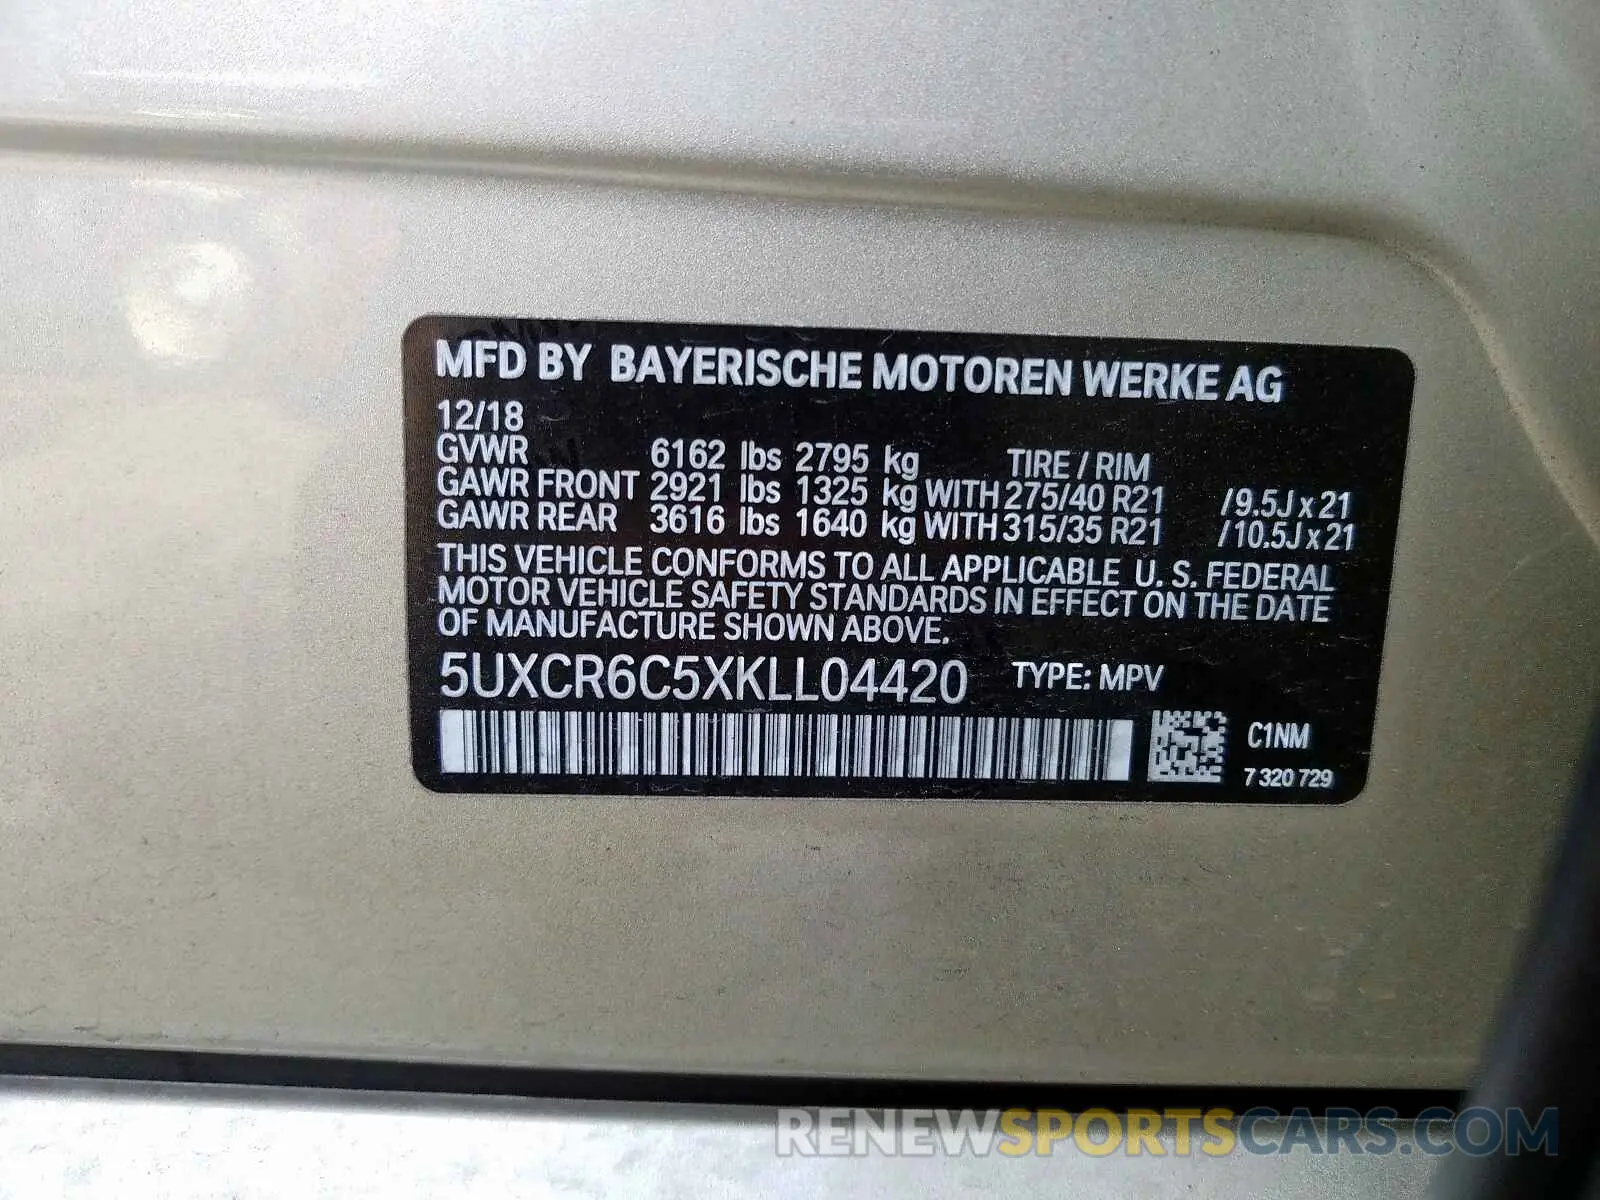 MFD BY BAYERISCHE MOTOREN WERKE AG
12/18
GVWR 6162 lbs 2795 kg TIRE / RIM
GAWR FRONT 2921 lbs 1325 kg WITH 275/40 R21 /9.5J x 21
GAWR REAR 3616 lbs 1640 kg WITH 315/35 R21 /10.5J x 21
THIS VEHICLE CONFORMS TO ALL APPLICABLE U. S. FEDERAL
MOTOR VEHICLE SAFETY STANDARDS IN EFFECT ON THE DATE
OF MANUFACTURE SHOWN ABOVE.
5UXCR6C5XKLL04420 TYPE: MPV
C1NM
7 320 729
RENEWSPORTSCARS.COM